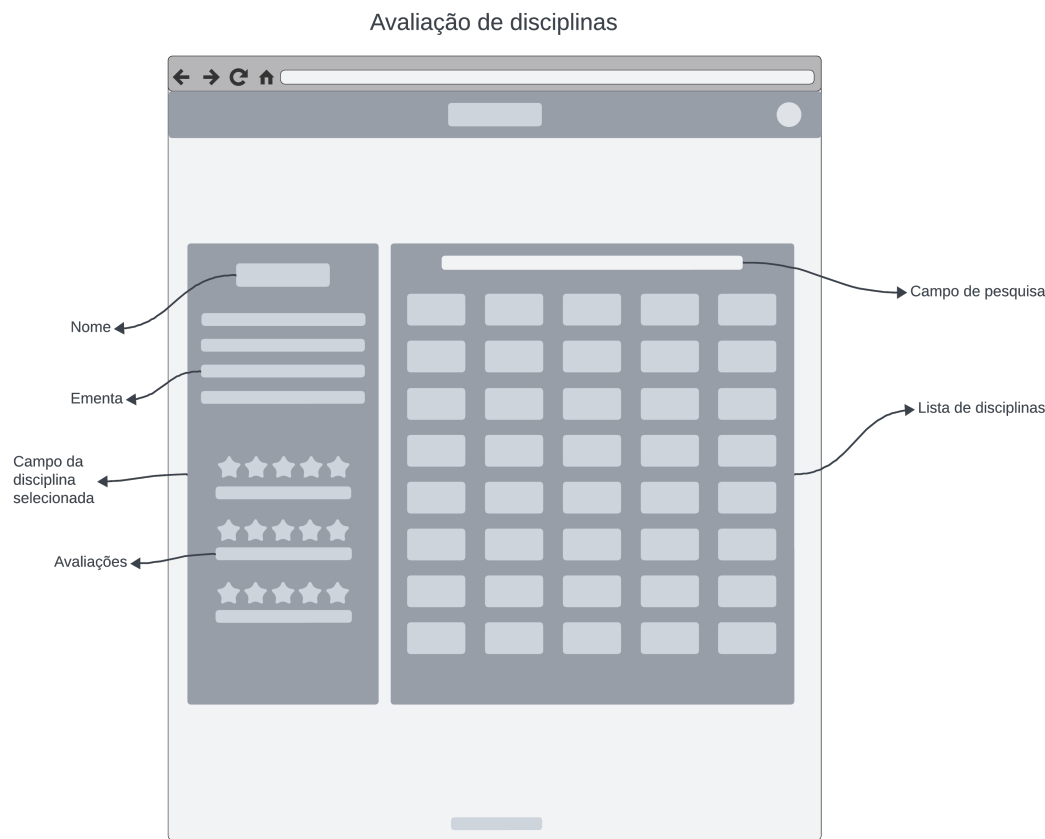 Avaliação de disciplinas
Campo de pesquisa
Nome
Ementa
Lista de disciplinas
Campo da
disciplina
selecionada
Avaliações